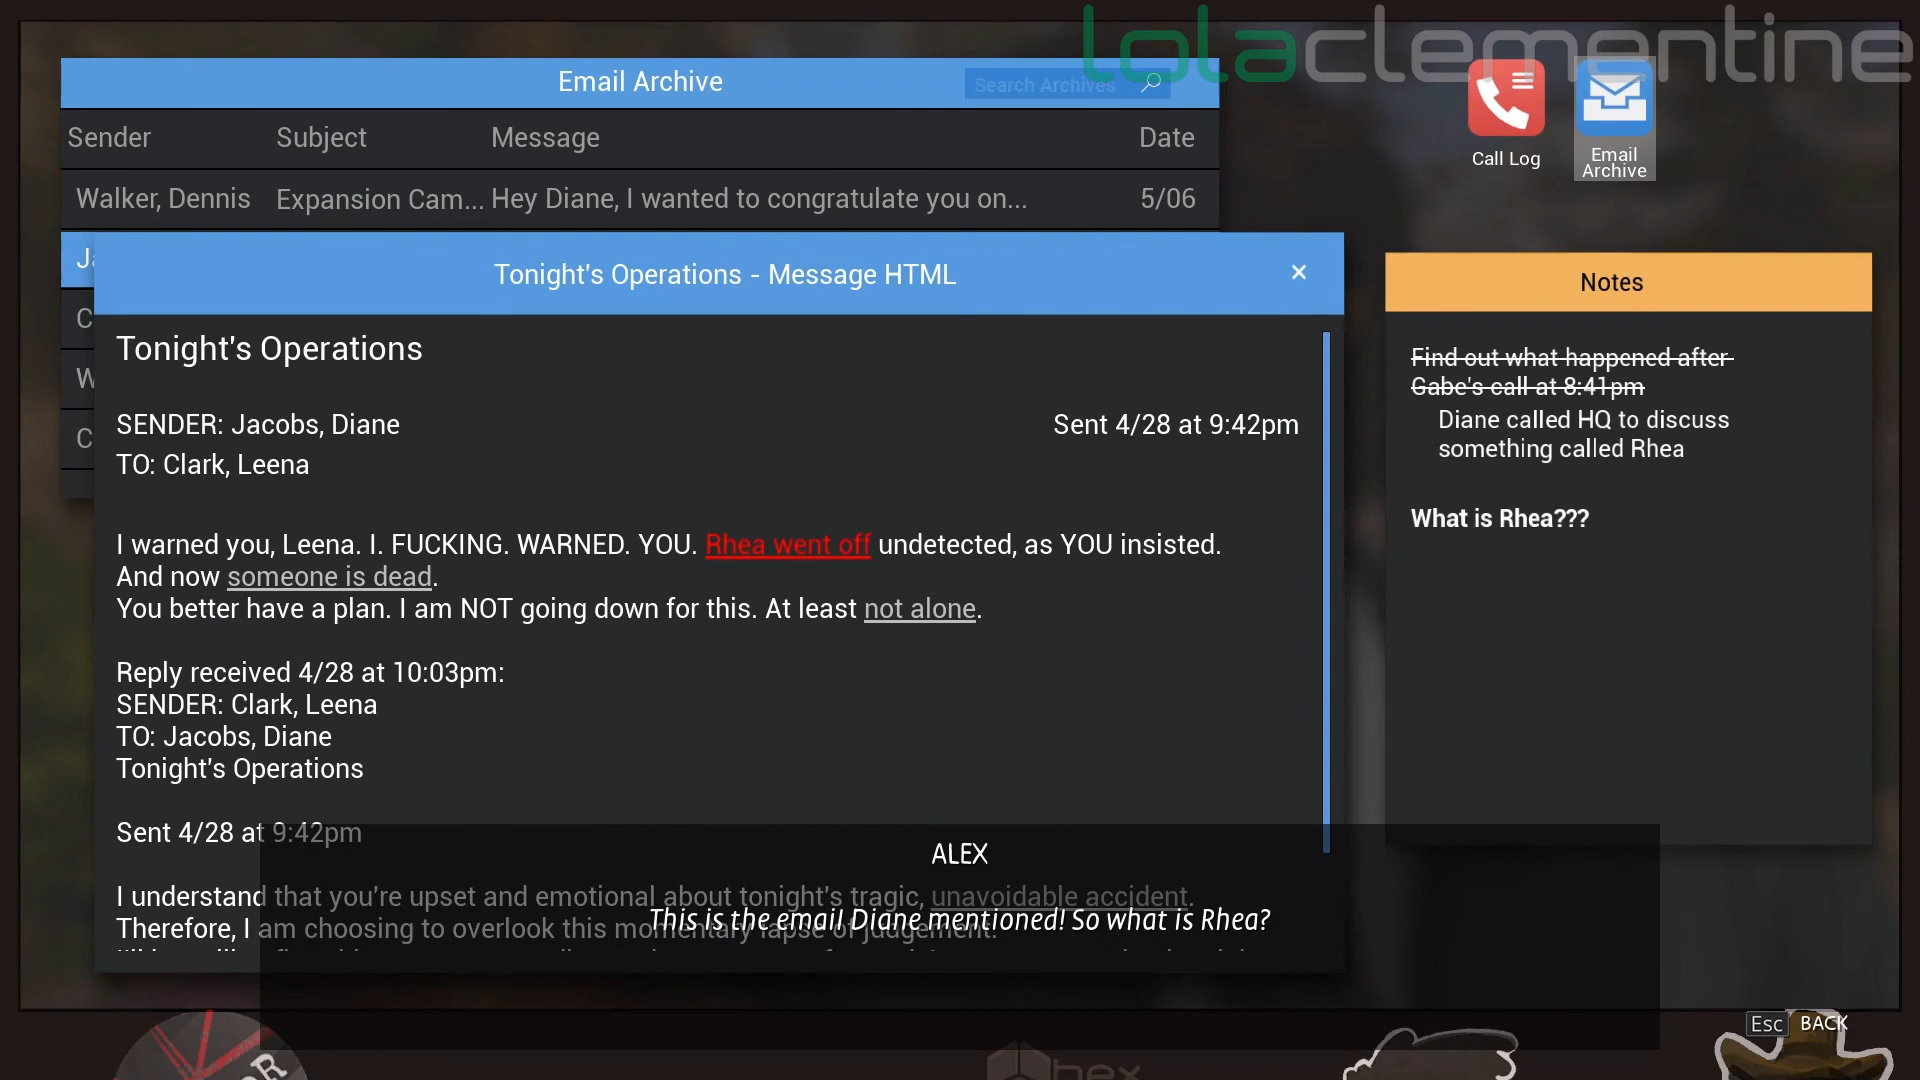 lolaclementine
Email Archive
Search Archives
Call Log
Email
Archive
Sender Subject Message Date
Walker, Dennis Expansion Cam... Hey Diane, I wanted to congratulate you on... 5/06
Tonight's Operations - Message HTML
×
Tonight's Operations
SENDER: Jacobs, Diane
Sent 4/28 at 9:42pm
TO: Clark, Leena
I warned you, Leena. I. FUCKING. WARNED. YOU. Rhea went off undetected, as YOU insisted.
And now someone is dead.
You better have a plan. I am NOT going down for this. At least not alone.
Reply received 4/28 at 10:03pm:
SENDER: Clark, Leena
TO: Jacobs, Diane
Tonight's Operations
Sent 4/28 at 9:42pm
I understand that you're upset and emotional about tonight's tragic, unavoidable accident.
Therefore, I am choosing to overlook this momentary lapse of judgement.
Notes
Find out what happened after
Gabe's call at 8:41pm
Diane called HQ to discuss
something called Rhea
What is Rhea???
ALEX
This is the email Diane mentioned! So what is Rhea?
Esc BACK
hex